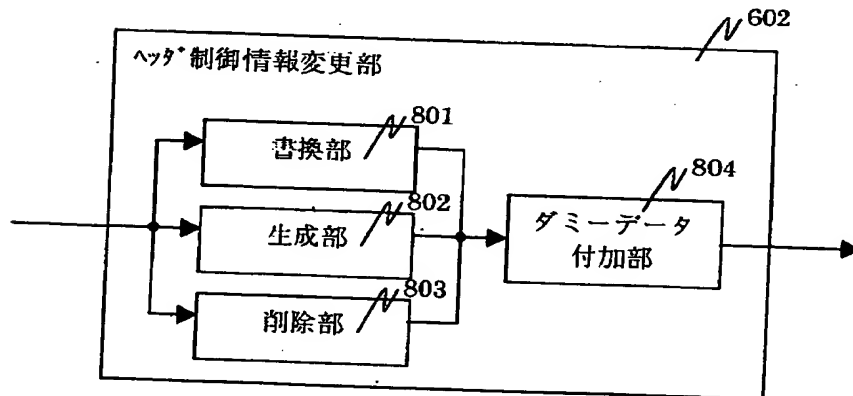 602
ﾍｯﾀﾞ制御情報変更部
801
書換部
802
生成部
803
削除部
804
ダミーデータ
付加部